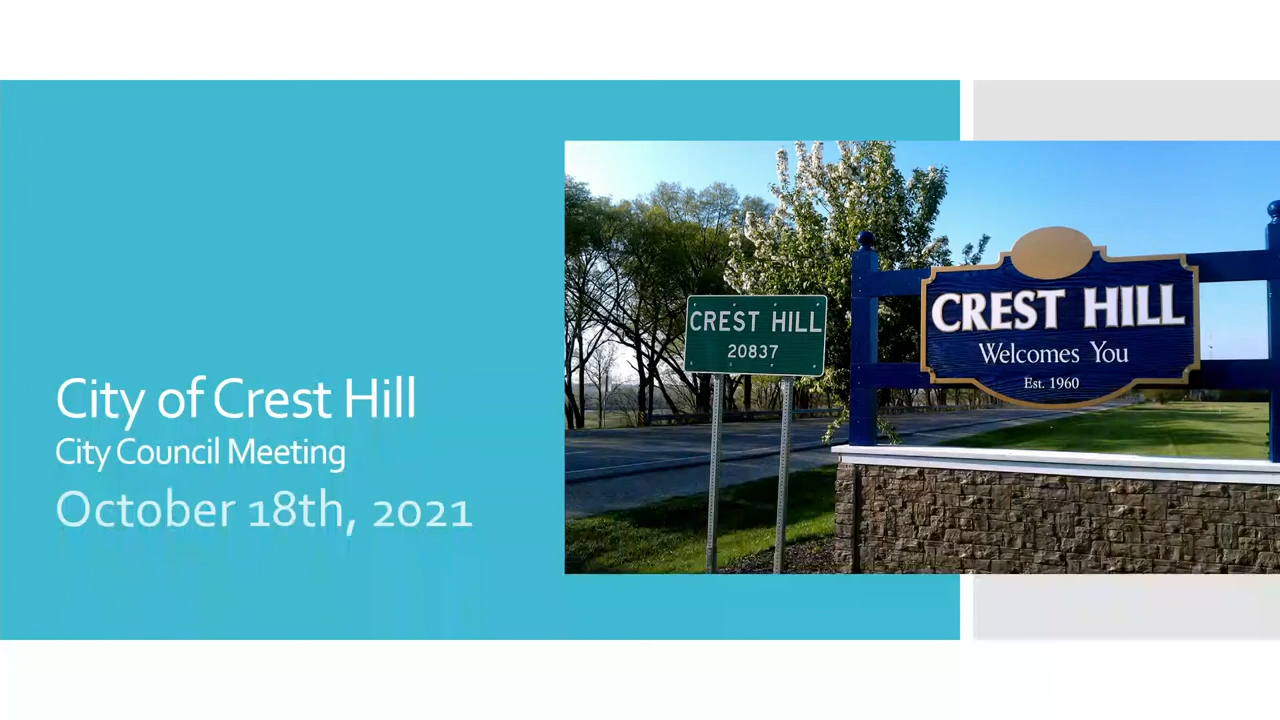 City of Crest Hill
City Council Meeting
October 18th, 2021
CREST HILL
20837
CREST HILL
Welcomes You
Est. 1960